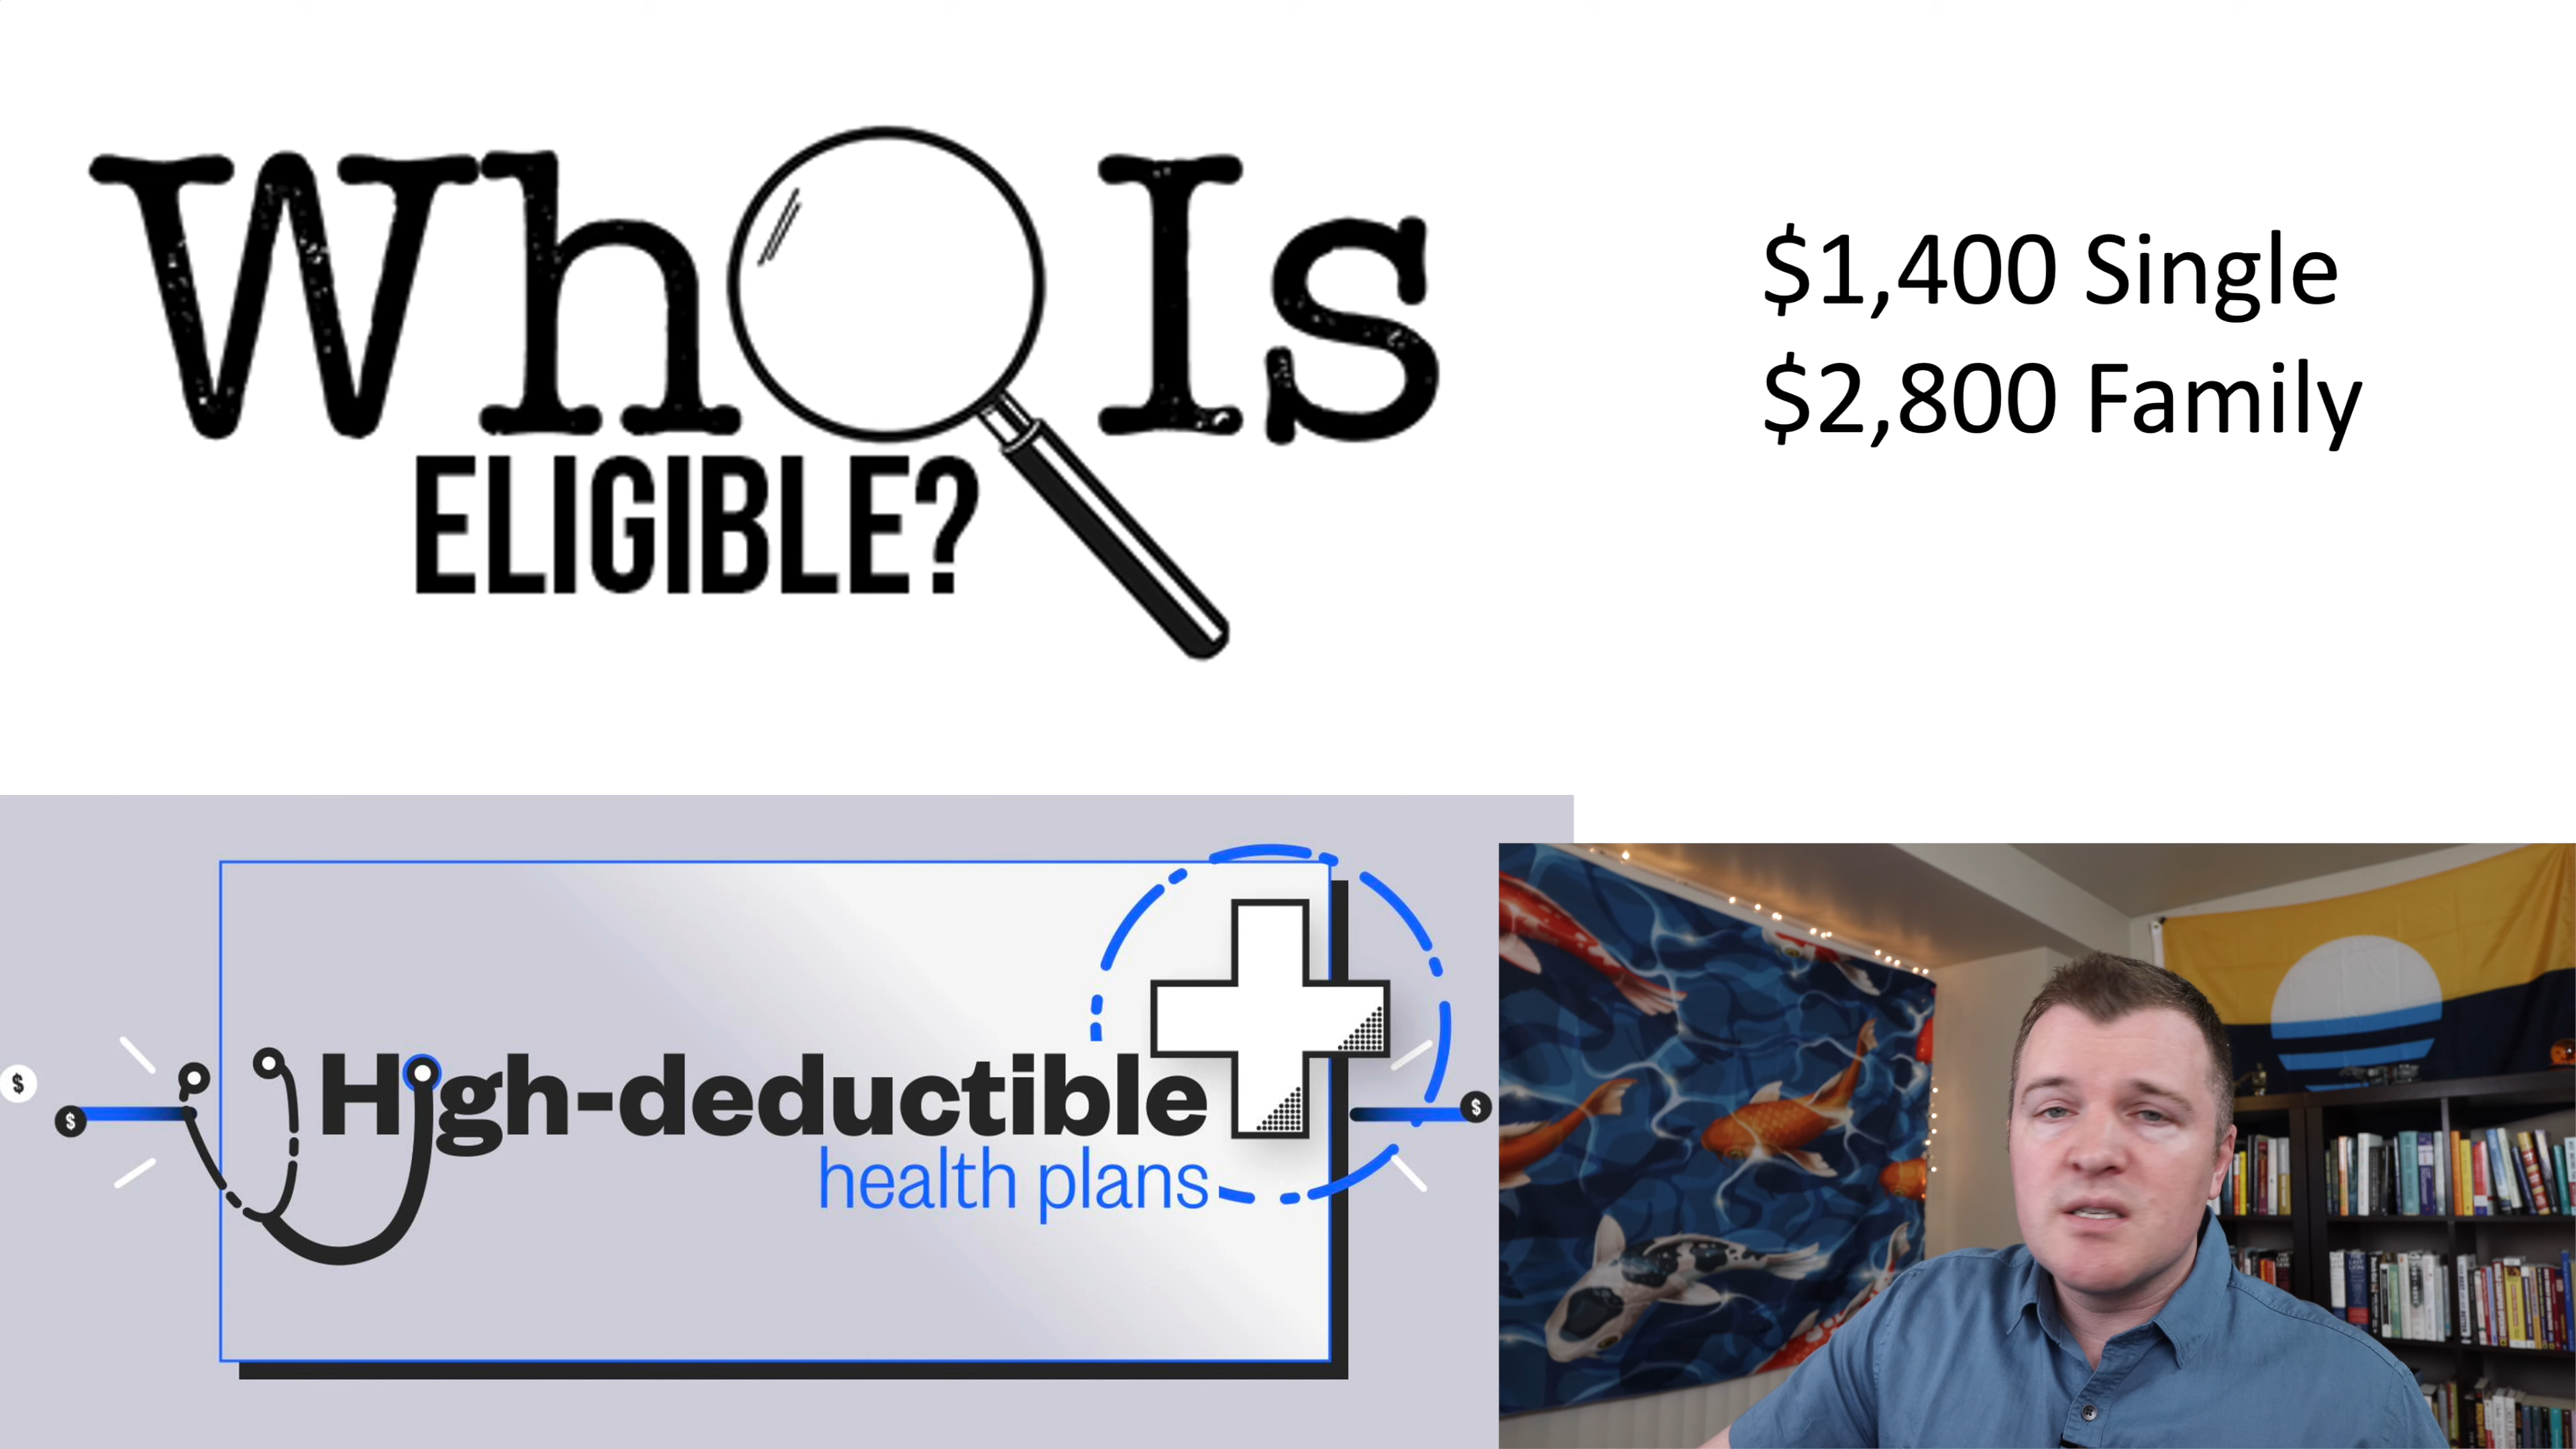 Who Is
ELIGIBLE?
$1,400 Single
$2,800 Family
High-deductible
health plans
$
$
$